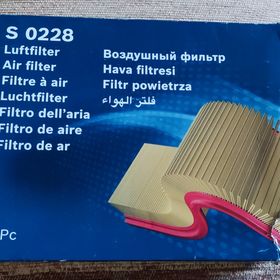 S 0228
Luftfilter
Air filter
Filtre à air
Luchtfilter
Filtro dell'aria
Filtro de aire
Filtro de ar
Воздушный фильтр
Hava filtresi
Filtr powietrza
فلتر الهواء
Pc